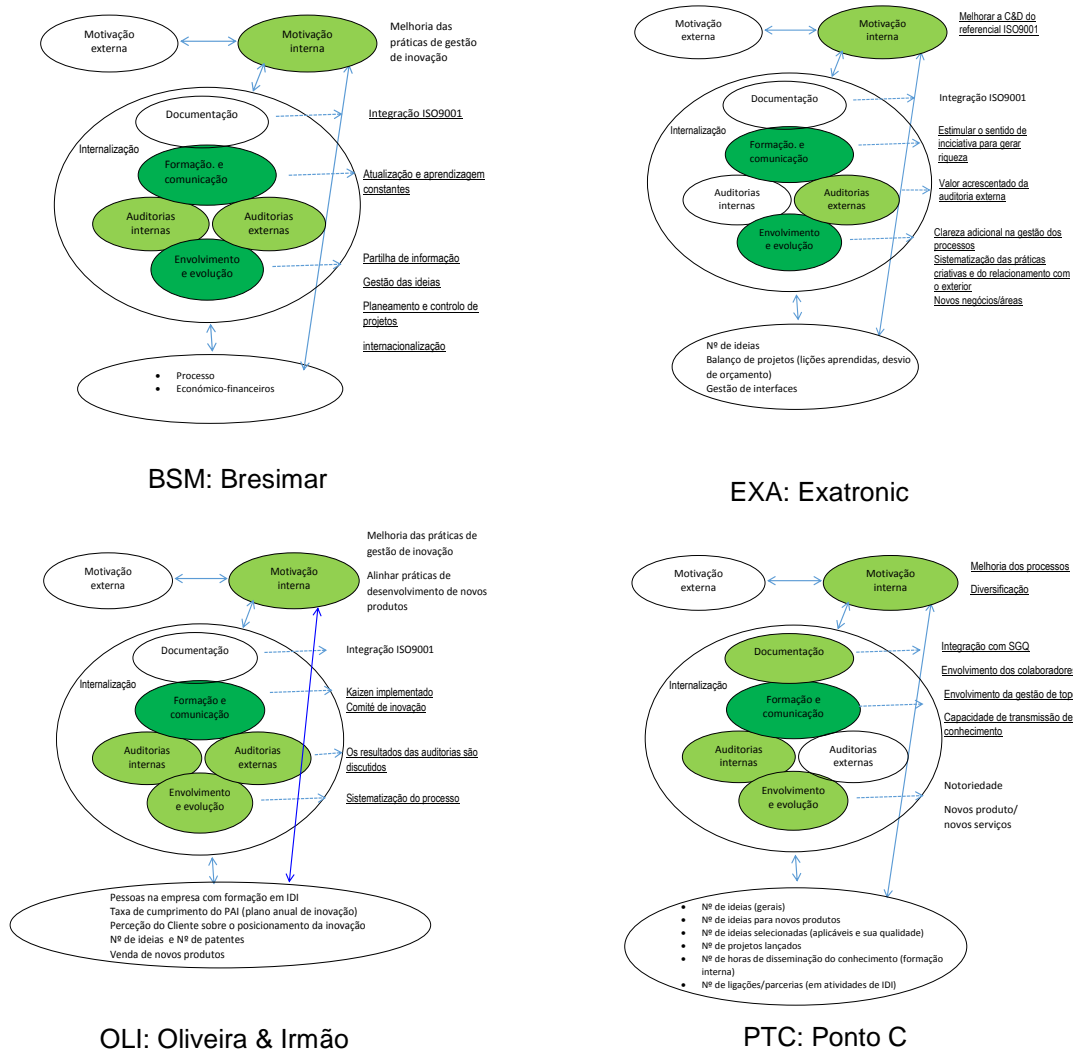 Motivação
externa
Motivação
interna
Melhoria das
práticas de gestão
de inovação
Documentação
Integração ISO9001
Internalização
Formação. e
comunicação
Atualização e aprendizagem
constantes
Auditorias
internas
Auditorias
externas
Envolvimento
e evolução
Partilha de informação
Gestão das ideias
Planeamento e controlo de
projetos
internacionalização
• Processo
• Económico-financeiros
BSM: Bresimar
Motivação
externa
Motivação
interna
Melhorar a C&D do
referencial ISO9001
Documentação
Integração ISO9001
Internalização
Formação e
comunicação
Estimular o sentido de
inciciativa para gerar
riqueza
Auditorias
internas
Auditorias
externas
Valor acrescentado da
auditoria externa
Envolvimento
e evolução
Clareza adicional na gestão dos
processos
Sistematização das práticas
criativas e do relacionamento com
o exterior
Novos negócios/áreas
Nº de ideias
Balanço de projetos (lições aprendidas, desvio
de orçamento)
Gestão de interfaces
EXA: Exatronic
Motivação
externa
Motivação
interna
Melhoria das práticas de
gestão de inovação
Alinhar práticas de
desenvolvimento de novos
produtos
Documentação
Integração ISO9001
Internalização
Formação e
comunicação
Kaizen implementado
Comité de inovação
Auditorias
internas
Auditorias
externas
Os resultados das auditorias são
discutidos
Envolvimento
e evolução
Sistematização do processo
Pessoas na empresa com formação em IDI
Taxa de cumprimento do PAI (plano anual de inovação)
Perceção do Cliente sobre o posicionamento da inovação
Nº de ideias e Nº de patentes
Venda de novos produtos
OLI: Oliveira & Irmão
Motivação
externa
Motivação
interna
Melhoria dos processos
Diversificação
Documentação
Integração com SGQ
Internalização
Envolvimento dos colaboradores
Formação e
comunicação
Envolvimento da gestão de top
Capacidade de transmissão de
conhecimento
Auditorias
internas
Auditorias
externas
Envolvimento
e evolução
Notoriedade
Novos produto/
novos serviços
• Nº de ideias (gerais)
• Nº de ideias para novos produtos
• Nº de ideias selecionadas (aplicáveis e sua qualidade)
• Nº de projetos lançados
• Nº de horas de disseminação do conhecimento (formação
interna)
• Nº de ligações/parcerias (em atividades de IDI)
PTC: Ponto C